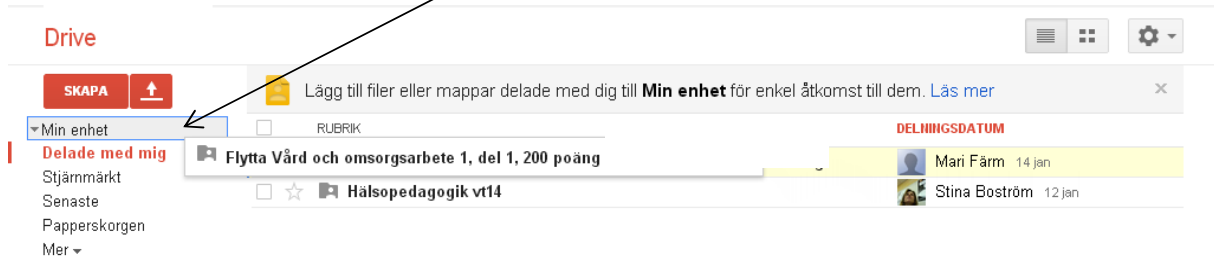 Drive
SKAPA
Lägg till filer eller mappar delade med dig till Min enhet för enkel åtkomst till dem. Läs mer ×
Min enhet
RUBRIK DELNINGSDATUM
Delade med mig
Flytta Vård och omsorgsarbete 1, del 1, 200 poäng
Mari Färm 14 jan
Stjärnmärkt
Hälsopedagogik vt14 Stina Boström 12 jan
Senaste
Papperskorgen
Mer